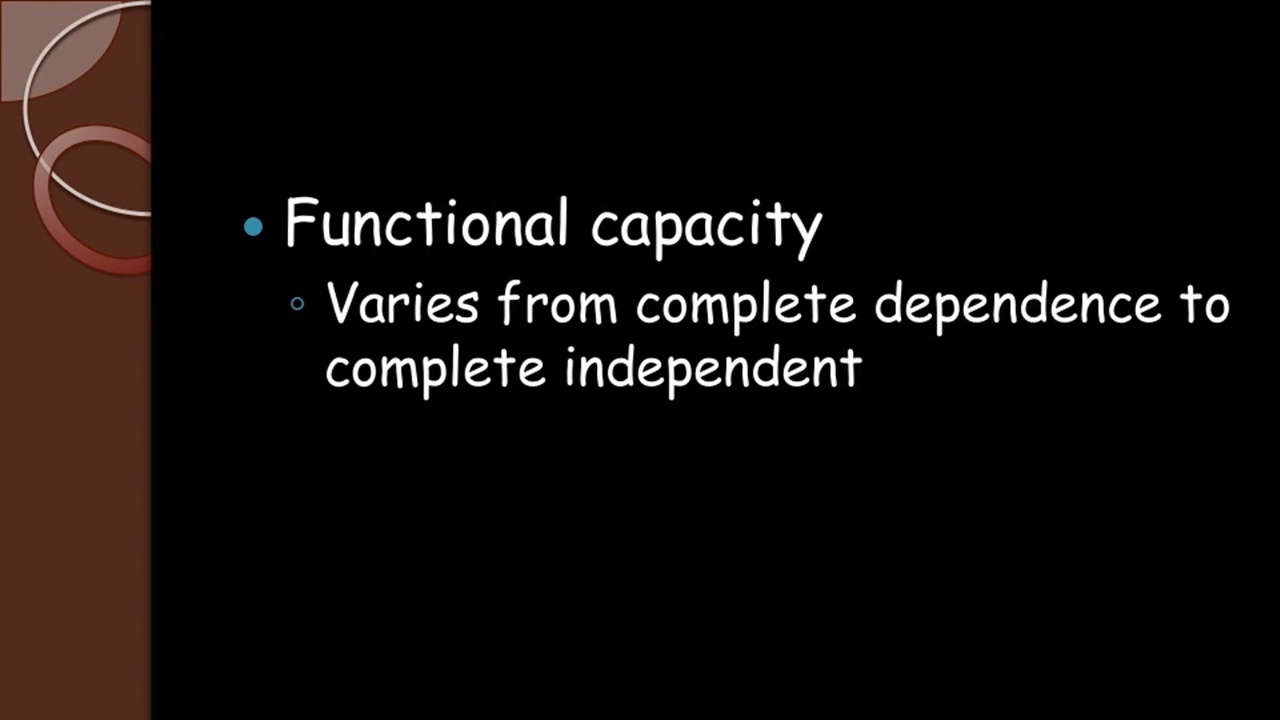 Functional capacity
Varies from complete dependence to
complete independent